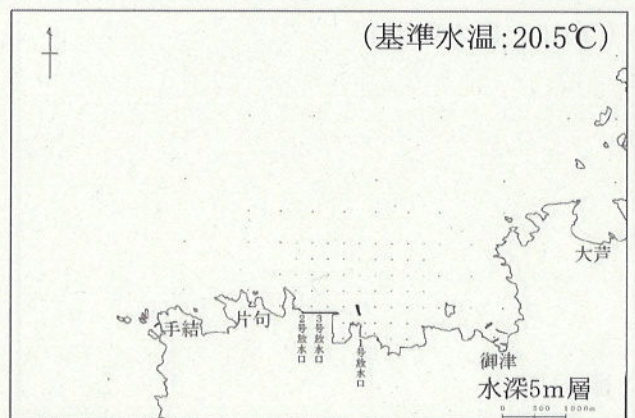 (基準水温:20.5℃)
大芦
手結
片句
2号放水口
3号放水口
1号放水口
御津
水深5m層
0 500 1000m